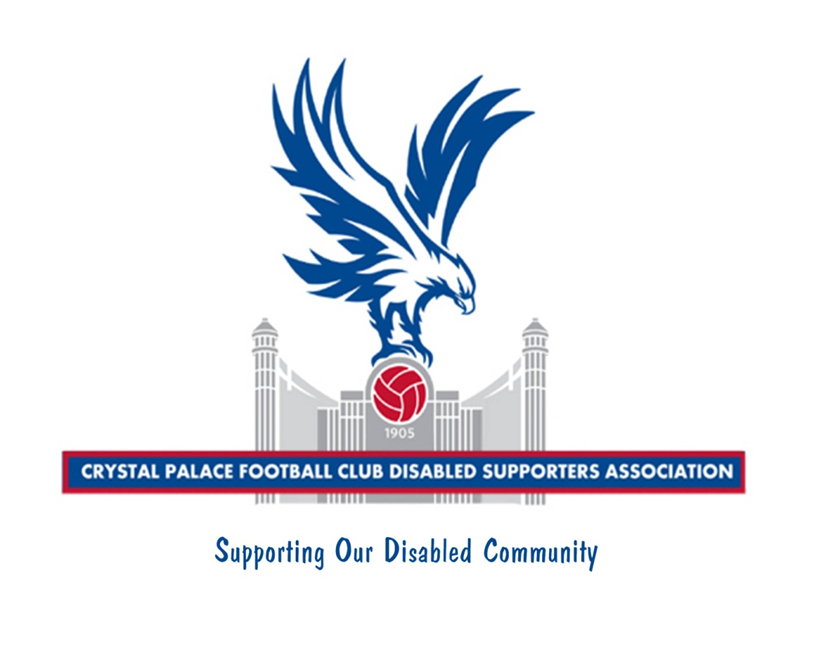 1905
CRYSTAL PALACE FOOTBALL CLUB DISABLED SUPPORTERS ASSOCIATION
Supporting Our Disabled Community